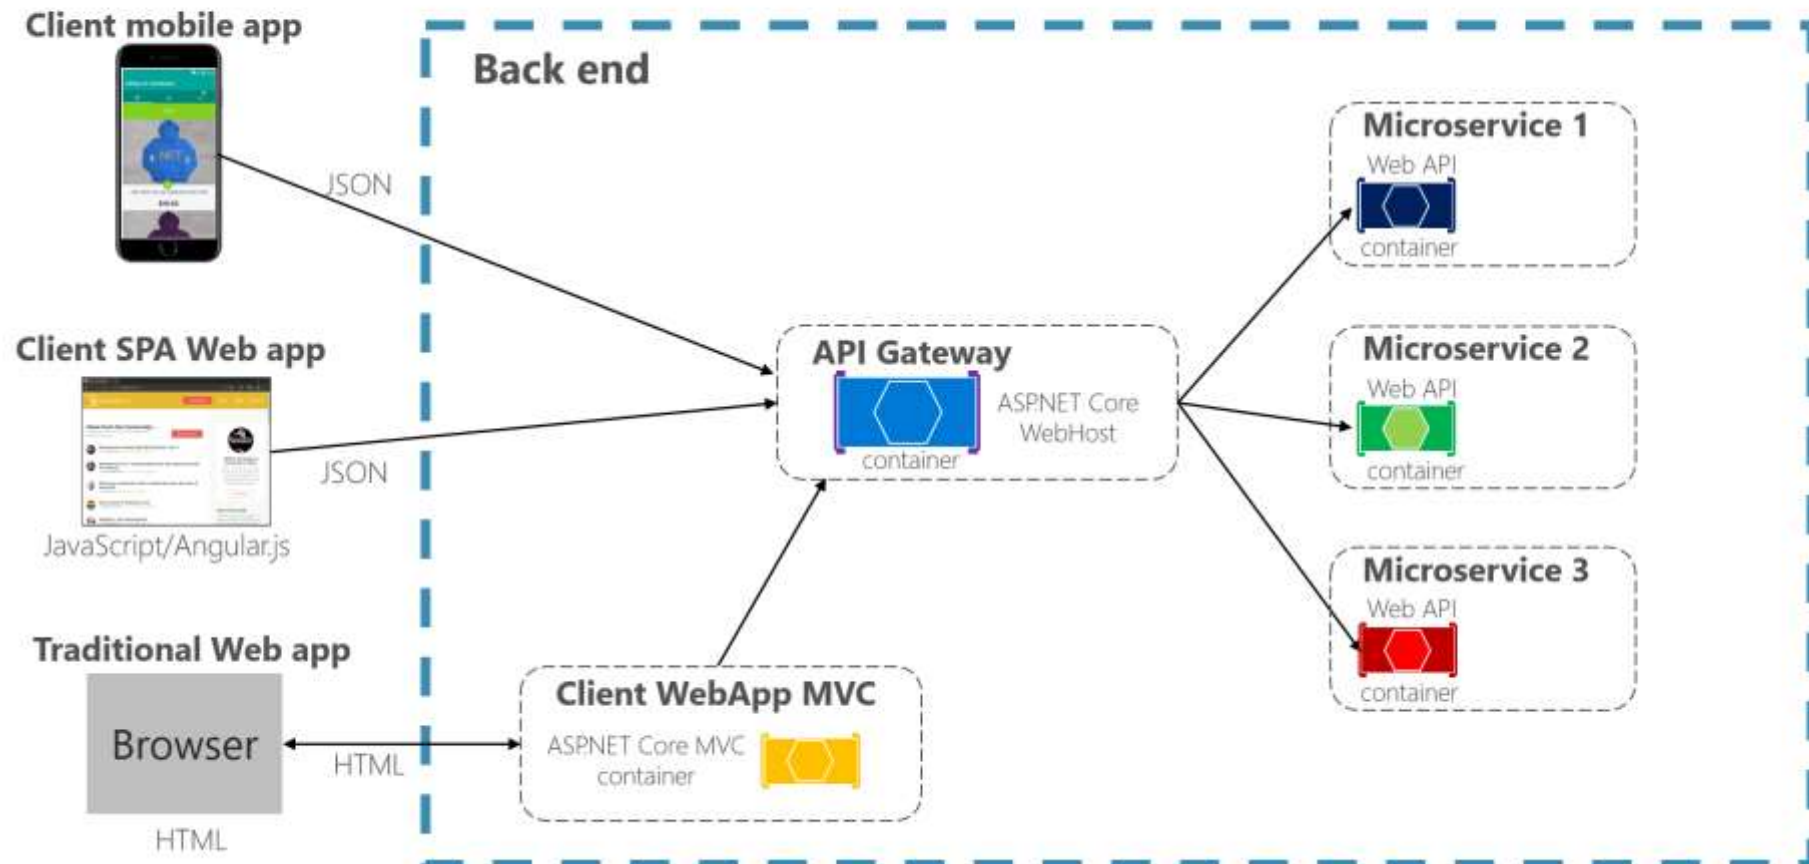 Client mobile app
Back end
JSON
Microservice 1
Web API
container
Client SPA Web app
JSON
JavaScript/Angular.js
API Gateway
ASP.NET Core
WebHost
container
Microservice 2
Web API
container
Microservice 3
Web API
container
Traditional Web app
Browser
HTML
HTML
Client WebApp MVC
ASP.NET Core MVC
container